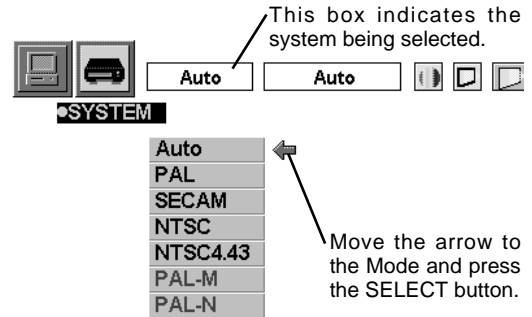 This box indicates the
system being selected.
Auto Auto
●SYSTEM
Auto
PAL
SECAM
NTSC
NTSC4.43
PAL-M
PAL-N
Move the arrow to
the Mode and press
the SELECT button.